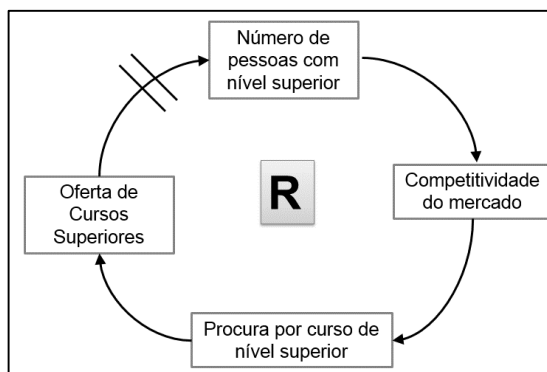 Número de
pessoas com
nível superior
Competitividade
do mercado
R
Oferta de
Cursos
Superiores
Procura por curso de
nível superior